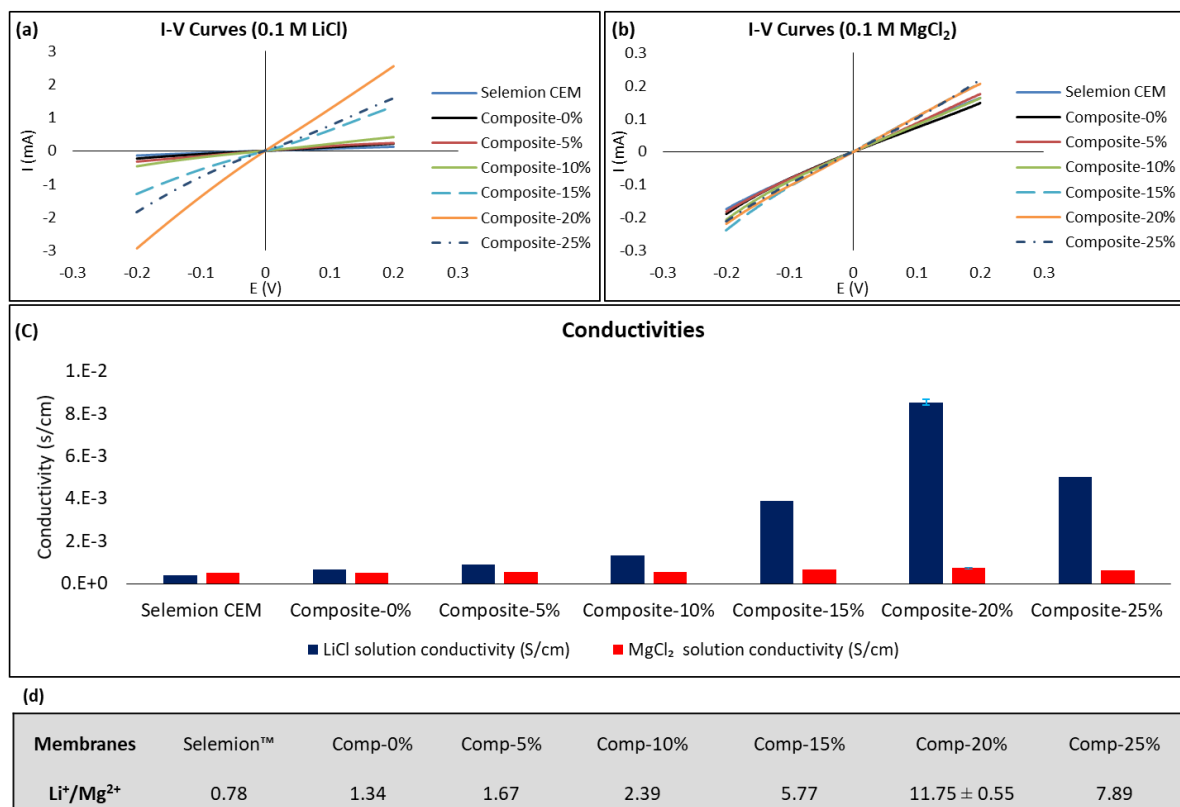 (a)
I-V Curves (0.1 M LiCl)
3
2
1
0
-1
-2
-3
I (mA)
-0.3
-0.2
-0.1
0
0.1
0.2
0.3
E (V)
Selemion CEM
Composite-0%
Composite-5%
Composite-10%
Composite-15%
Composite-20%
Composite-25%
(b)
I-V Curves (0.1 M MgCl₂)
0.3
0.2
0.1
0
-0.1
-0.2
-0.3
I (mA)
-0.3
-0.2
-0.1
0
0.1
0.2
0.3
E (V)
Selemion CEM
Composite-0%
Composite-5%
Composite-10%
Composite-15%
Composite-20%
Composite-25%
(C)
Conductivities
Conductivity (s/cm)
1.E-2
8.E-3
6.E-3
4.E-3
2.E-3
0.E+0
Selemion CEM Composite-0% Composite-5% Composite-10% Composite-15% Composite-20% Composite-25%
LiCl solution conductivity (S/cm) MgCl₂ solution conductivity (S/cm)
(d)
Membranes Selemion™ Comp-0% Comp-5% Comp-10% Comp-15% Comp-20% Comp-25%
Li⁺/Mg²⁺ 0.78 1.34 1.67 2.39 5.77 11.75 ± 0.55 7.89